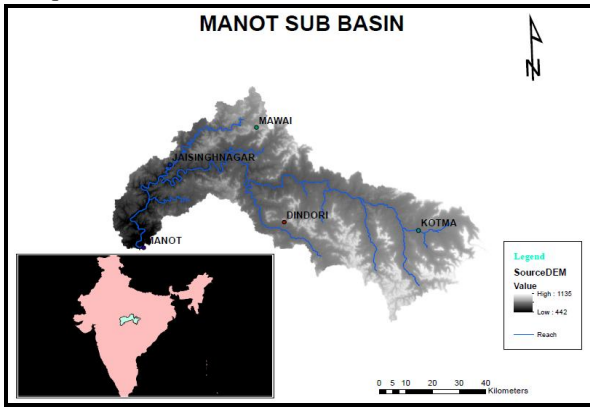 MANOT SUB BASIN
N
MAWAI
JAISINGHNAGAR
DINDORI
KOTMA
MANOT
Legend
SourceDEM
Value
High : 1135
Low : 442
Reach
0 5 10 20 30 40
Kilometers